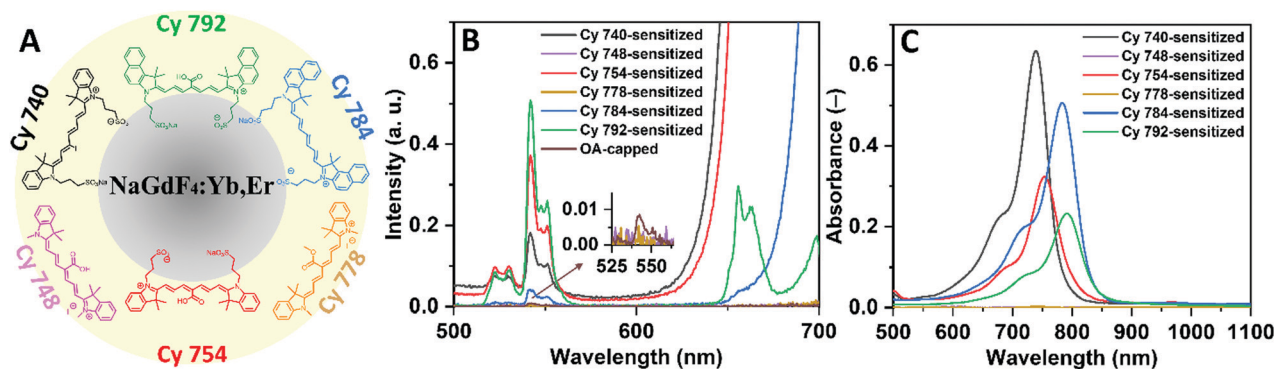 A
Cy 792
Cy 740
Cy 784
NaGdF₄:Yb,Er
Cy 748
Cy 778
Cy 754
B
Cy 740-sensitized
Cy 748-sensitized
Cy 754-sensitized
Cy 778-sensitized
Cy 784-sensitized
Cy 792-sensitized
OA-capped
Intensity (a. u.)
0.6
0.4
0.2
0.0
0.01
0.00
525 550
500 600 700
Wavelength (nm)
C
Cy 740-sensitized
Cy 748-sensitized
Cy 754-sensitized
Cy 778-sensitized
Cy 784-sensitized
Cy 792-sensitized
Absorbance (–)
0.6
0.4
0.2
0.0
500 600 700 800 900 1000 1100
Wavelength (nm)